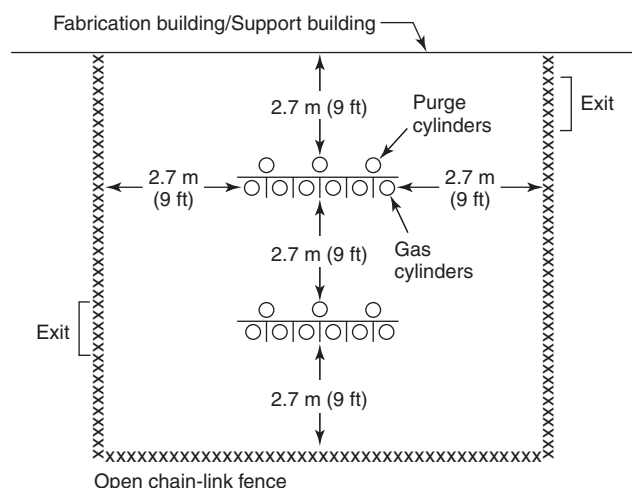 Fabrication building/Support building
2.7 m (9 ft)
Purge
cylinders
Exit
2.7 m
(9 ft)
2.7 m
(9 ft)
2.7 m (9 ft)
Gas
cylinders
Exit
2.7 m (9 ft)
Open chain-link fence